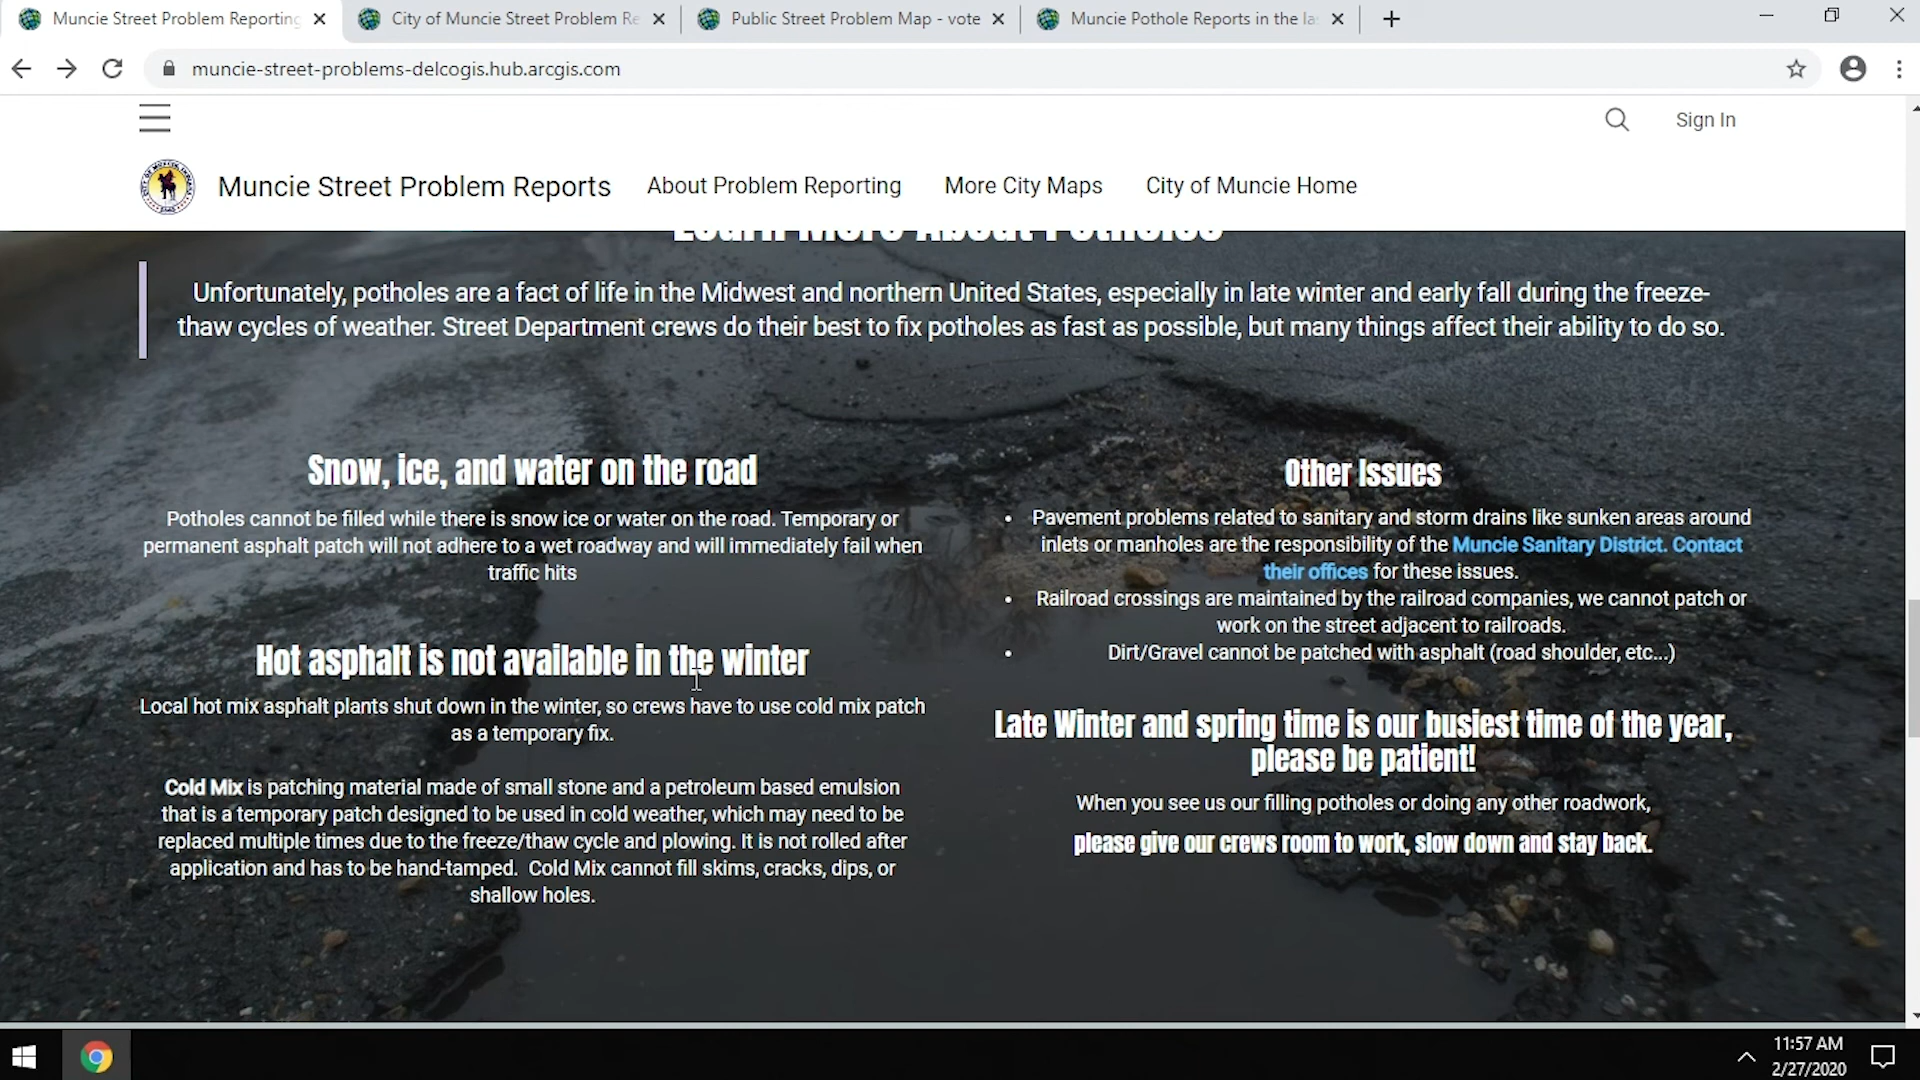 Muncie Street Problem Reporting
City of Muncie Street Problem Re
Public Street Problem Map - vote
Muncie Pothole Reports in the la
muncie-street-problems-delcogis.hub.arcgis.com
Sign In
Muncie Street Problem Reports
About Problem Reporting
More City Maps
City of Muncie Home
Learn More About Potholes
Unfortunately, potholes are a fact of life in the Midwest and northern United States, especially in late winter and early fall during the freeze-
thaw cycles of weather. Street Department crews do their best to fix potholes as fast as possible, but many things affect their ability to do so.
Snow, ice, and water on the road
Potholes cannot be filled while there is snow ice or water on the road. Temporary or
permanent asphalt patch will not adhere to a wet roadway and will immediately fail when
traffic hits
Hot asphalt is not available in the winter
Local hot mix asphalt plants shut down in the winter, so crews have to use cold mix patch
as a temporary fix.
Cold Mix is patching material made of small stone and a petroleum based emulsion
that is a temporary patch designed to be used in cold weather, which may need to be
replaced multiple times due to the freeze/thaw cycle and plowing. It is not rolled after
application and has to be hand-tamped. Cold Mix cannot fill skims, cracks, dips, or
shallow holes.
Other Issues
• Pavement problems related to sanitary and storm drains like sunken areas around
inlets or manholes are the responsibility of the Muncie Sanitary District. Contact
their offices for these issues.
• Railroad crossings are maintained by the railroad companies, we cannot patch or
work on the street adjacent to railroads.
• Dirt/Gravel cannot be patched with asphalt (road shoulder, etc...)
Late Winter and spring time is our busiest time of the year,
please be patient!
When you see us our filling potholes or doing any other roadwork,
please give our crews room to work, slow down and stay back.
11:57 AM
2/27/2020